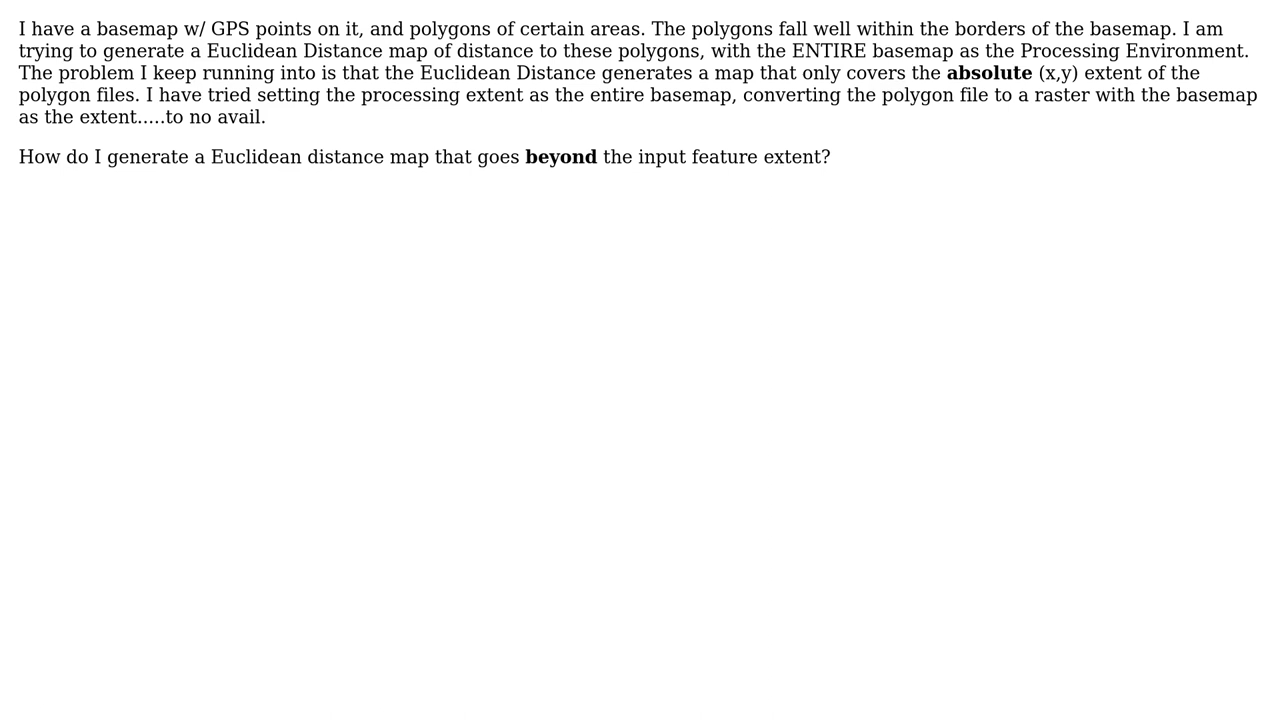 I have a basemap w/ GPS points on it, and polygons of certain areas. The polygons fall well within the borders of the basemap. I am
trying to generate a Euclidean Distance map of distance to these polygons, with the ENTIRE basemap as the Processing Environment.
The problem I keep running into is that the Euclidean Distance generates a map that only covers the absolute (x,y) extent of the
polygon files. I have tried setting the processing extent as the entire basemap, converting the polygon file to a raster with the basemap
as the extent.....to no avail.
How do I generate a Euclidean distance map that goes beyond the input feature extent?